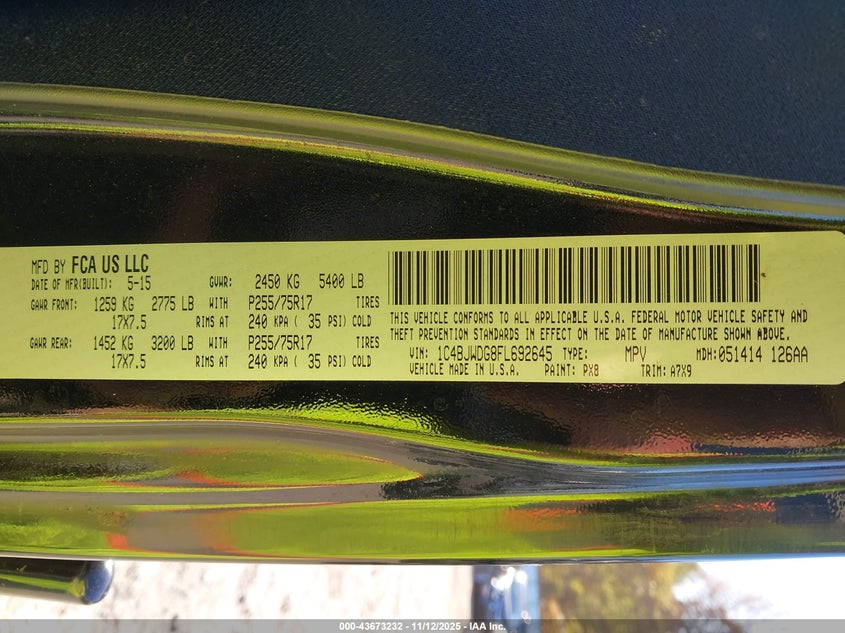 MFD BY FCA US LLC
DATE OF MFR(BUILT): 5-15 GVWR: 2450 KG 5400 LB
GAWR FRONT: 1259 KG 2775 LB WITH P255/75R17 TIRES
17X7.5 RIMS AT 240 KPA ( 35 PSI) COLD
GAWR REAR: 1452 KG 3200 LB WITH P255/75R17 TIRES
17X7.5 RIMS AT 240 KPA ( 35 PSI) COLD
THIS VEHICLE CONFORMS TO ALL APPLICABLE U.S.A. FEDERAL MOTOR VEHICLE SAFETY AND
THEFT PREVENTION STANDARDS IN EFFECT ON THE DATE OF MANUFACTURE SHOWN ABOVE.
VIN: 1C4BJWDG8FL692645 TYPE: MPV MDH: 051414 126AA
VEHICLE MADE IN U.S.A. PAINT: PX8 TRIM: A7X9
000-43673232 - 11/12/2025 - IAA Inc.